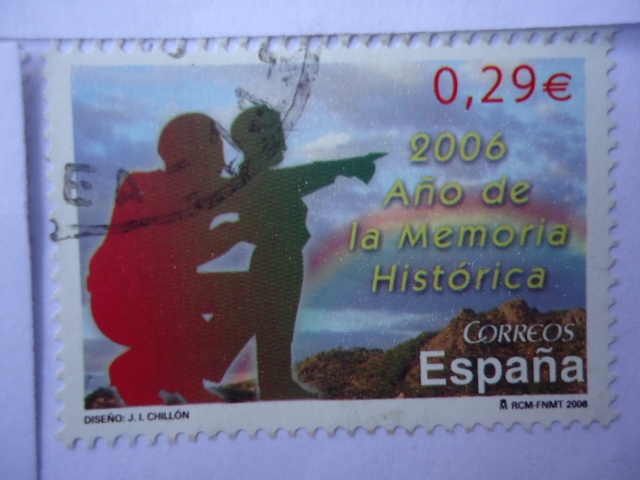 0,29€
2006
Año de
la Memoria
Histórica
CORREOS
España
DISEÑO: J. I. CHILLÓN
RCM-FNMT 2006